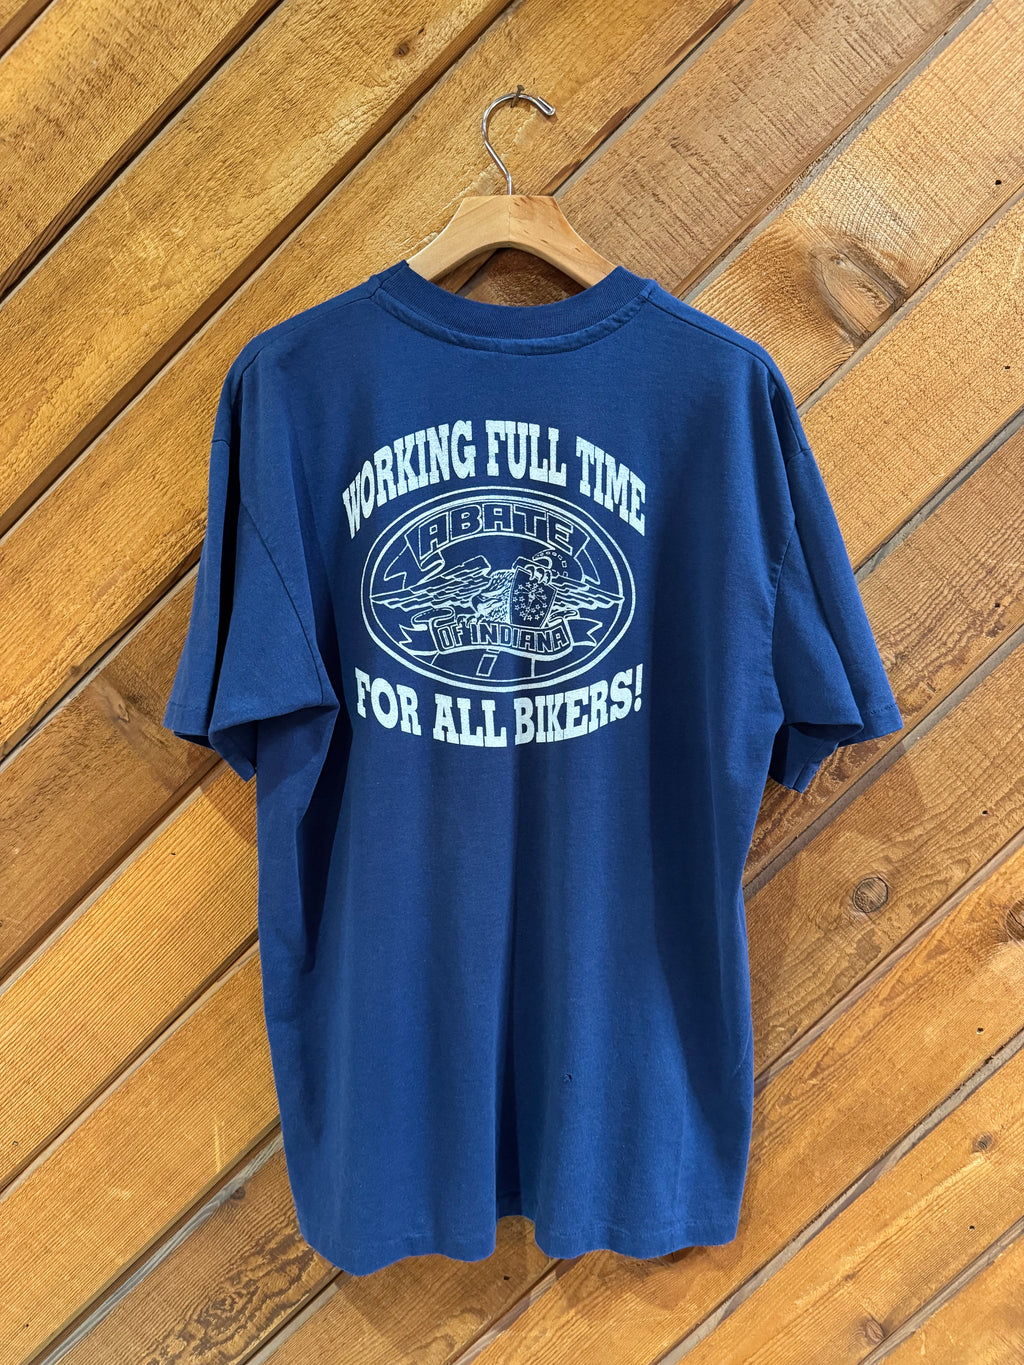 WORKING FULL TIME
ABATE
OF INDIANA
FOR ALL BIKERS!